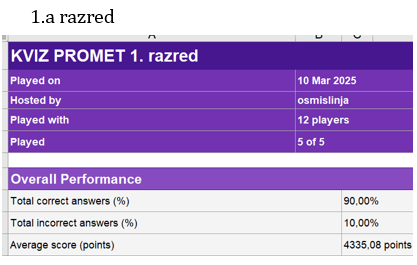 1.a razred
A B C
KVIZ PROMET 1. razred
Played on 10 Mar 2025
Hosted by osmislinja
Played with 12 players
Played 5 of 5
Overall Performance
Total correct answers (%) 90,00%
Total incorrect answers (%) 10,00%
Average score (points) 4335,08 points